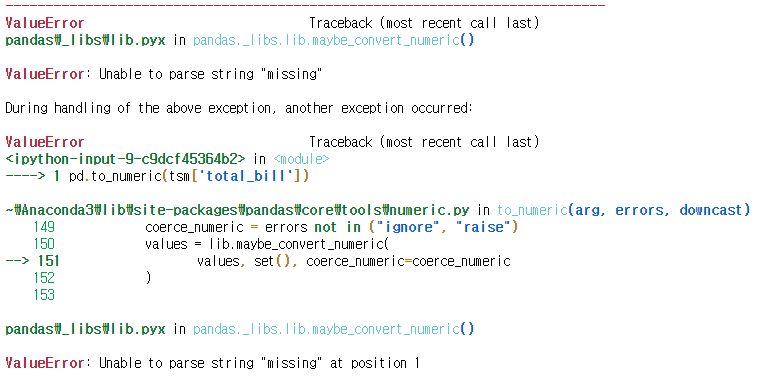 ---------------------------------------------------------------------------
ValueError                                Traceback (most recent call last)
pandas₩_libs₩lib.pyx in pandas._libs.lib.maybe_convert_numeric()

ValueError: Unable to parse string "missing"

During handling of the above exception, another exception occurred:

ValueError                                Traceback (most recent call last)
<ipython-input-9-c9dcf45364b2> in <module>
----> 1 pd.to_numeric(tsm['total_bill'])

~₩Anaconda3₩lib₩site-packages₩pandas₩core₩tools₩numeric.py in to_numeric(arg, errors, downcast)
    149             coerce_numeric = errors not in ("ignore", "raise")
    150             values = lib.maybe_convert_numeric(
--> 151                 values, set(), coerce_numeric=coerce_numeric
    152             )
    153

pandas₩_libs₩lib.pyx in pandas._libs.lib.maybe_convert_numeric()

ValueError: Unable to parse string "missing" at position 1